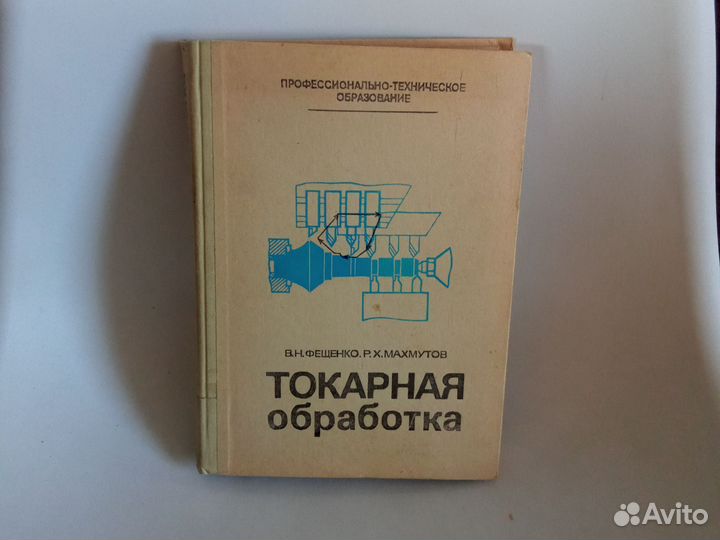 ПРОФЕССИОНАЛЬНО-ТЕХНИЧЕСКОЕ
ОБРАЗОВАНИЕ
В.Н.ФЕЩЕНКО, Р.Х.МАХМУТОВ
ТОКАРНАЯ
обработка
Avito